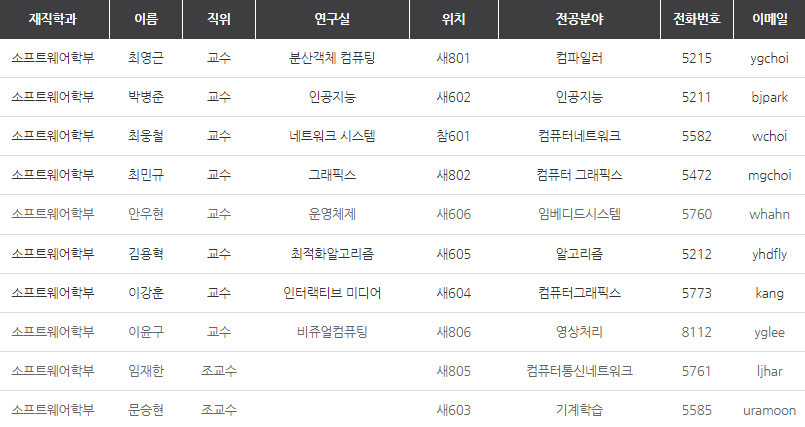 재직학과 이름 직위 연구실 위치 전공분야 전화번호 이메일
소프트웨어학부 최영근 교수 분산객체 컴퓨팅 새801 컴파일러 5215 ygchoi
소프트웨어학부 박병준 교수 인공지능 새602 인공지능 5211 bjpark
소프트웨어학부 최웅철 교수 네트워크 시스템 참601 컴퓨터네트워크 5582 wchoi
소프트웨어학부 최민규 교수 그래픽스 새802 컴퓨터 그래픽스 5472 mgchoi
소프트웨어학부 안우현 교수 운영체제 새606 임베디드시스템 5760 whahn
소프트웨어학부 김용혁 교수 최적화알고리즘 새605 알고리즘 5212 yhdfly
소프트웨어학부 이강훈 교수 인터랙티브 미디어 새604 컴퓨터그래픽스 5773 kang
소프트웨어학부 이윤구 교수 비쥬얼컴퓨팅 새806 영상처리 8112 yglee
소프트웨어학부 임재한 조교수 새805 컴퓨터통신네트워크 5761 ljhar
소프트웨어학부 문승현 조교수 새603 기계학습 5585 uramoon